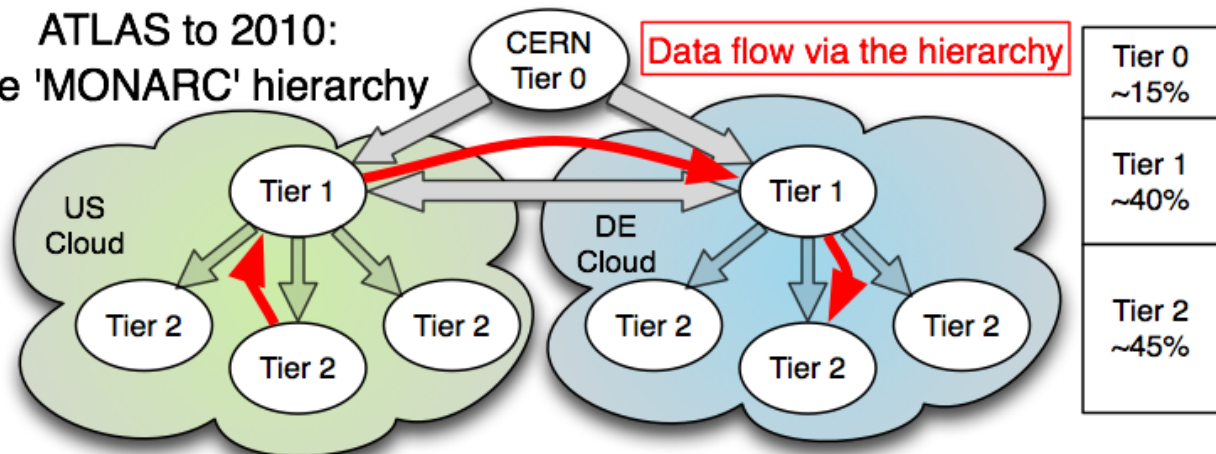 ATLAS to 2010:
e 'MONARC' hierarchy
CERN
Tier 0
Data flow via the hierarchy
Tier 0
~15%
Tier 1
Tier 1
Tier 1
~40%
US
Cloud
DE
Cloud
Tier 2
Tier 2
Tier 2
Tier 2
Tier 2
Tier 2
Tier 2
~45%